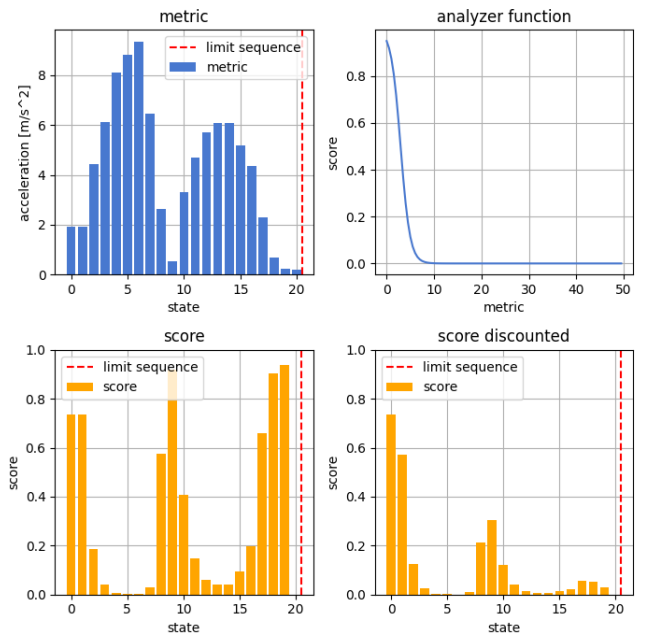 metric
acceleration [m/s^2]
8
6
4
2
0
limit sequence
metric
0
5
10
15
20
state
analyzer function
score
0.8
0.6
0.4
0.2
0.0
0
10
20
30
40
50
metric
score
score
1.0
0.8
0.6
0.4
0.2
0.0
limit sequence
score
0
5
10
15
20
state
score discounted
score
1.0
0.8
0.6
0.4
0.2
0.0
limit sequence
score
0
5
10
15
20
state